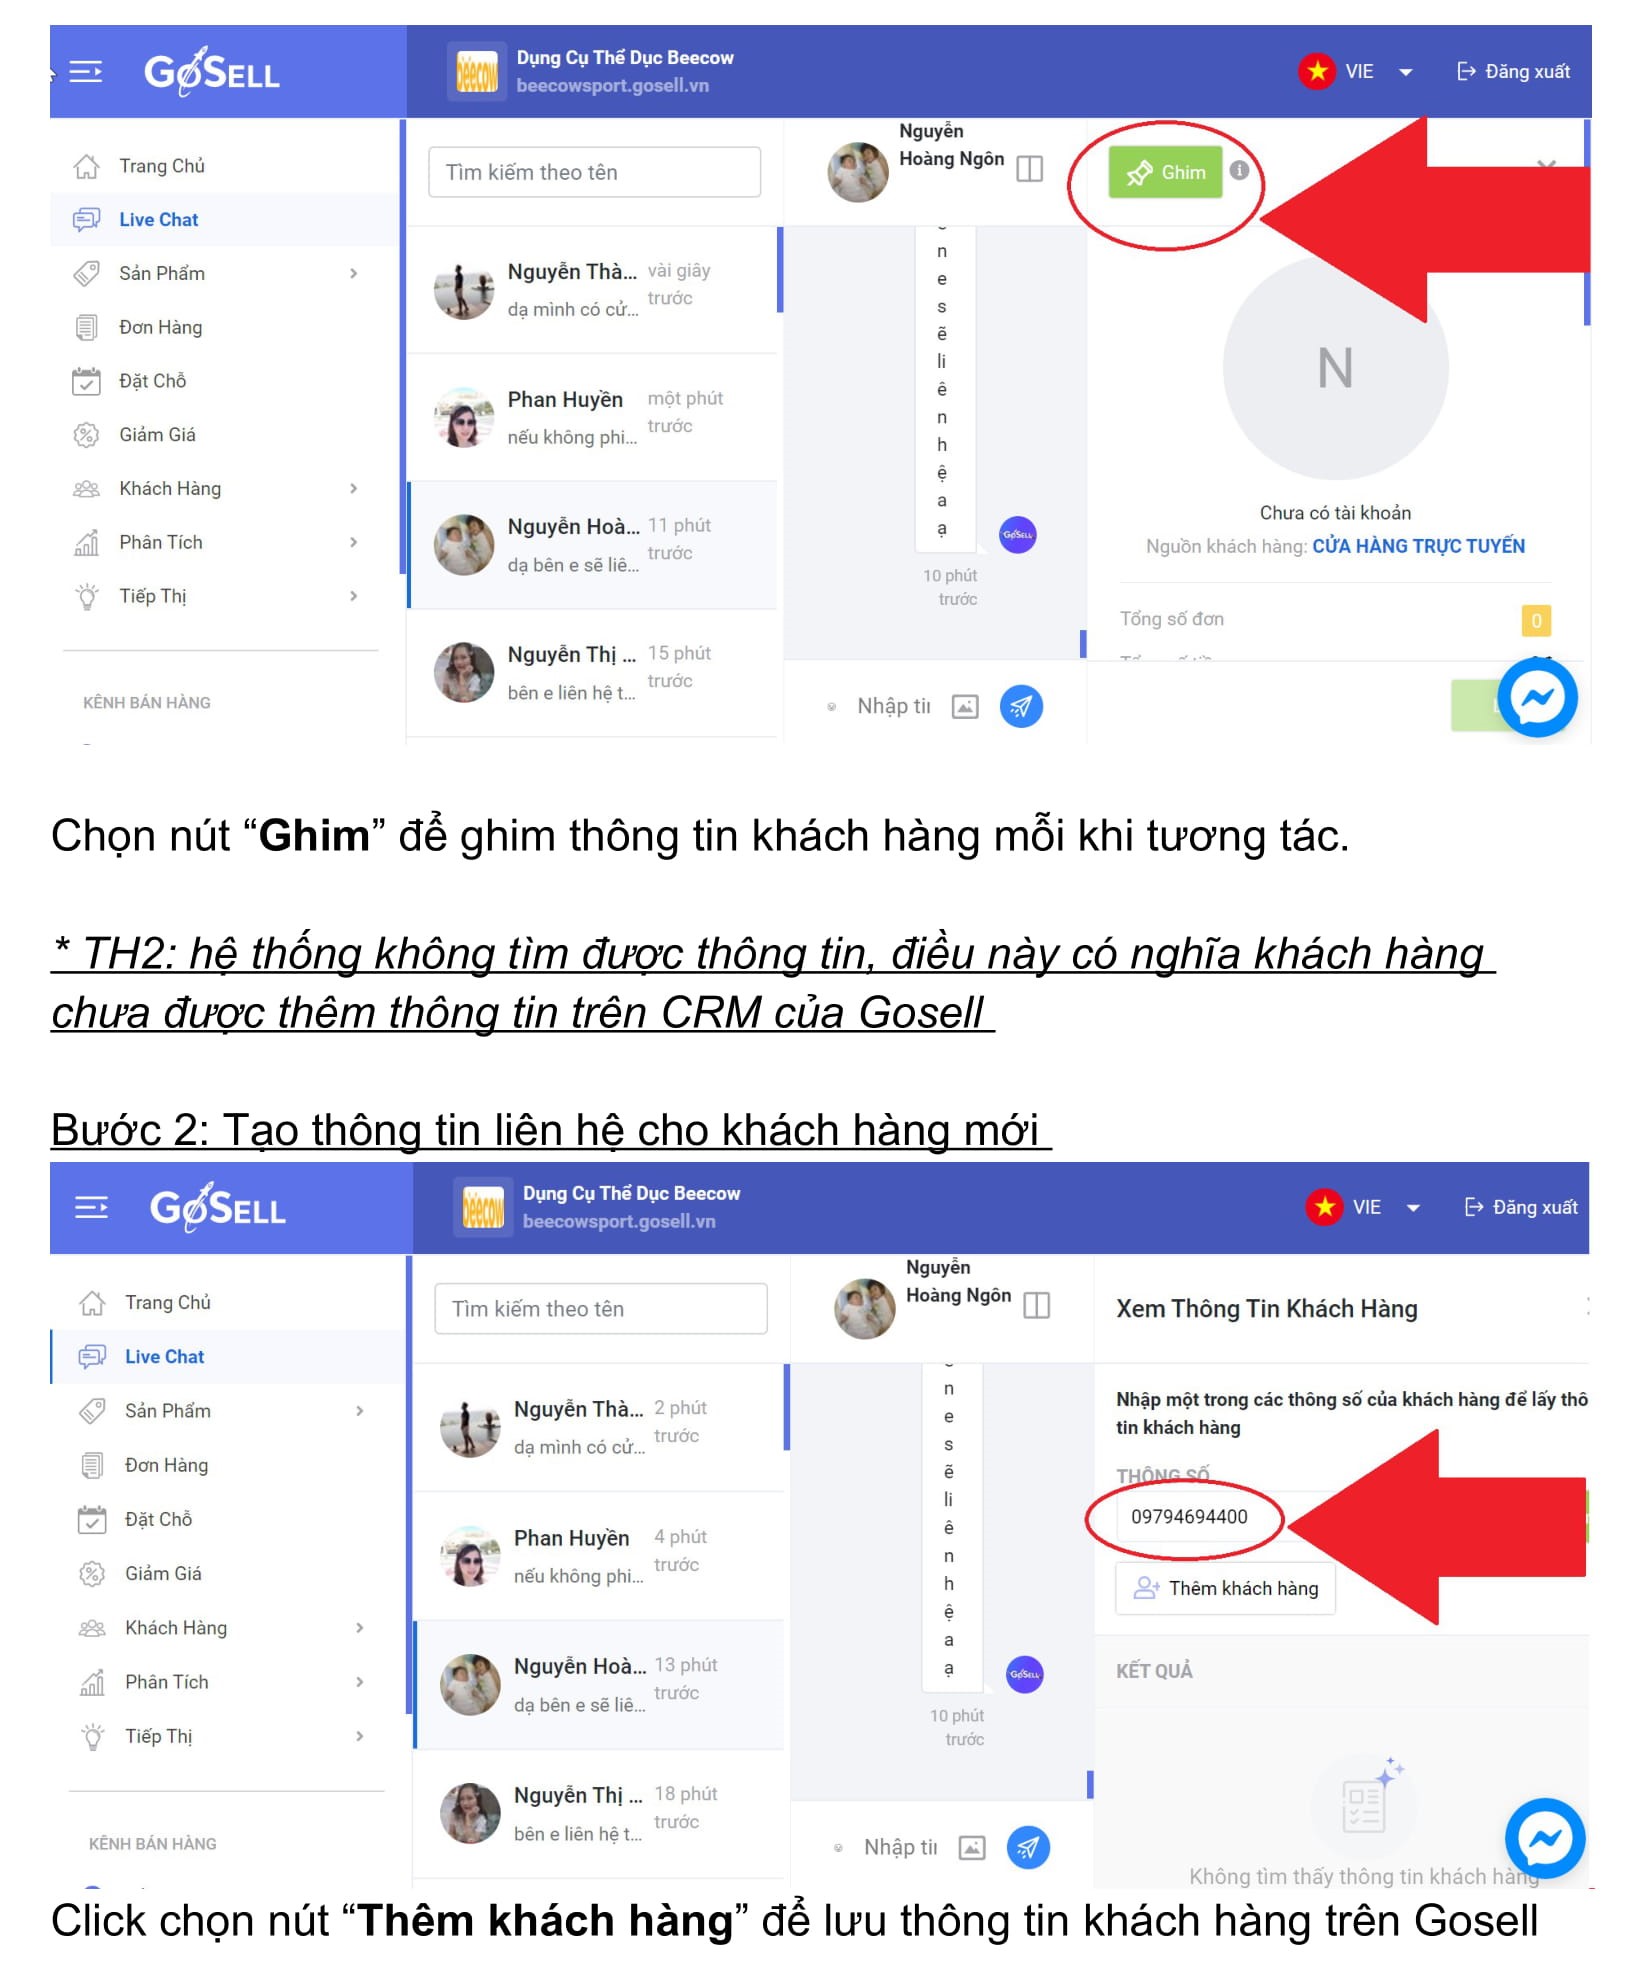 GoSELL
Dụng Cụ Thể Dục Beecow
beecowsport.gosell.vn
VIE
Đăng xuất
beecow
Trang Chủ
Live Chat
Sản Phẩm
Đơn Hàng
Đặt Chỗ
Giảm Giá
Khách Hàng
Phân Tích
Tiếp Thị
KÊNH BÁN HÀNG
Tìm kiếm theo tên
Nguyễn Thà... vài giây
trước
dạ mình có cử...
Phan Huyền một phút
trước
nếu không phi...
Nguyễn Hoà... 11 phút
trước
dạ bên e sẽ liê...
Nguyễn Thị ... 15 phút
trước
bên e liên hệ t...
Nguyễn
Hoàng Ngôn
n
e
s
ẽ
li
ê
n
h
ệ
a
ạ
GoSELL
10 phút
trước
Nhập tin
Ghim
N
Chưa có tài khoản
Nguồn khách hàng: CỬA HÀNG TRỰC TUYẾN
Tổng số đơn
0
Chọn nút “Ghim” để ghim thông tin khách hàng mỗi khi tương tác.
* TH2: hệ thống không tìm được thông tin, điều này có nghĩa khách hàng
chưa được thêm thông tin trên CRM của Gosell
Bước 2: Tạo thông tin liên hệ cho khách hàng mới
GoSELL
Dụng Cụ Thể Dục Beecow
beecowsport.gosell.vn
VIE
Đăng xuất
beecow
Trang Chủ
Live Chat
Sản Phẩm
Đơn Hàng
Đặt Chỗ
Giảm Giá
Khách Hàng
Phân Tích
Tiếp Thị
KÊNH BÁN HÀNG
Tìm kiếm theo tên
Nguyễn Thà... 2 phút
trước
dạ mình có cử...
Phan Huyền 4 phút
trước
nếu không phi...
Nguyễn Hoà... 13 phút
trước
dạ bên e sẽ liê...
Nguyễn Thị ... 18 phút
trước
bên e liên hệ t...
Nguyễn
Hoàng Ngôn
n
e
s
ẽ
li
ê
n
h
ệ
a
ạ
GoSELL
10 phút
trước
Nhập tin
Xem Thông Tin Khách Hàng
Nhập một trong các thông số của khách hàng để lấy thô
tin khách hàng
THÔNG SỐ
09794694400
Thêm khách hàng
KẾT QUẢ
Không tìm thấy thông tin khách hàng
Click chọn nút “Thêm khách hàng” để lưu thông tin khách hàng trên Gosell